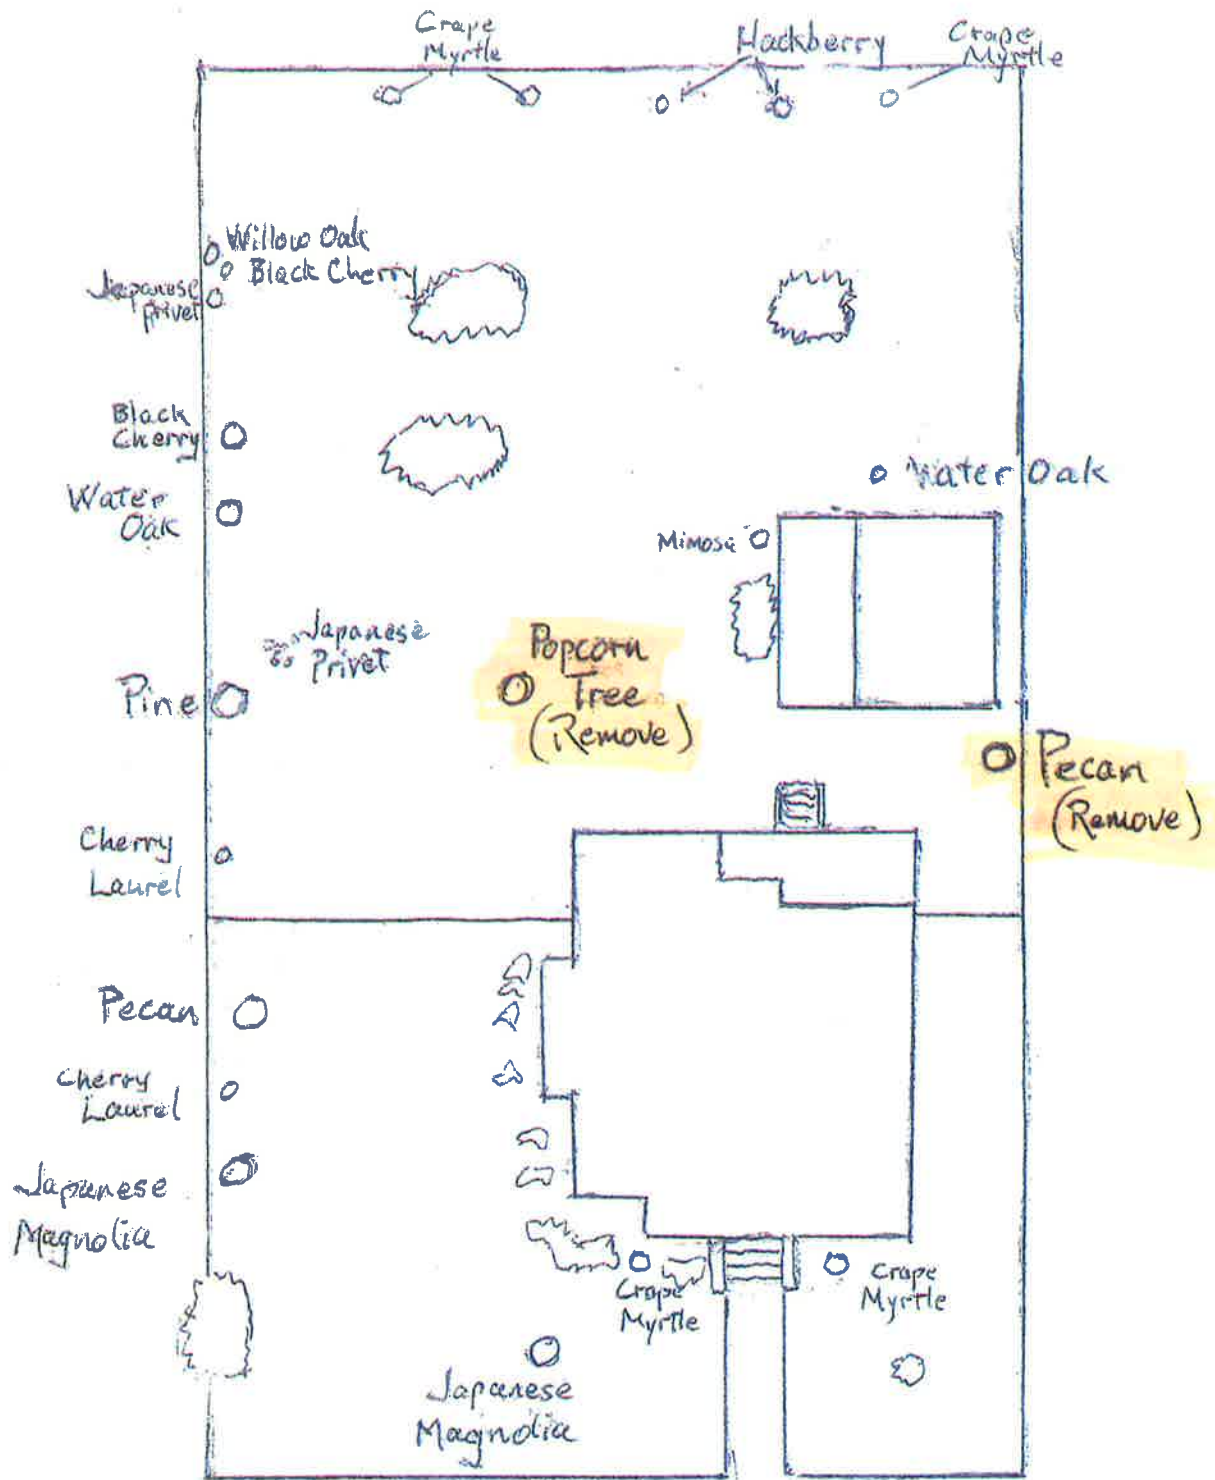 Crape
Myrtle
Hackberry
Crape
Myrtle
Willow Oak
Black Cherry
Japanese
privet
Black
Cherry
Water
Oak
Water Oak
Mimosa
Japanese
Privet
Popcorn
Tree
(Remove)
Pine
Pecan
(Remove)
Cherry
Laurel
Pecan
Cherry
Laurel
Japanese
Magnolia
Crape
Myrtle
Crape
Myrtle
Japanese
Magnolia